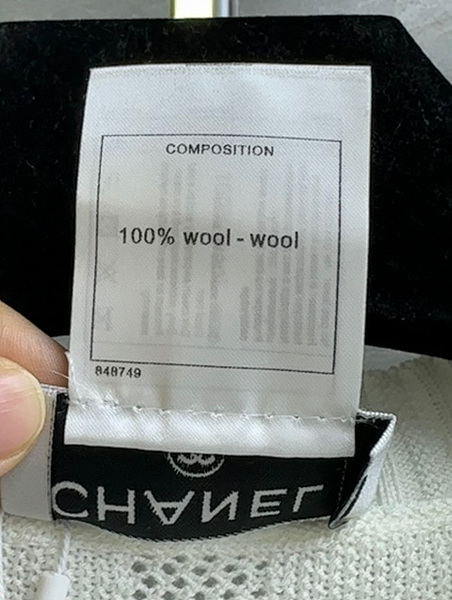 COMPOSITION
100% wool - wool
848749
CHANEL